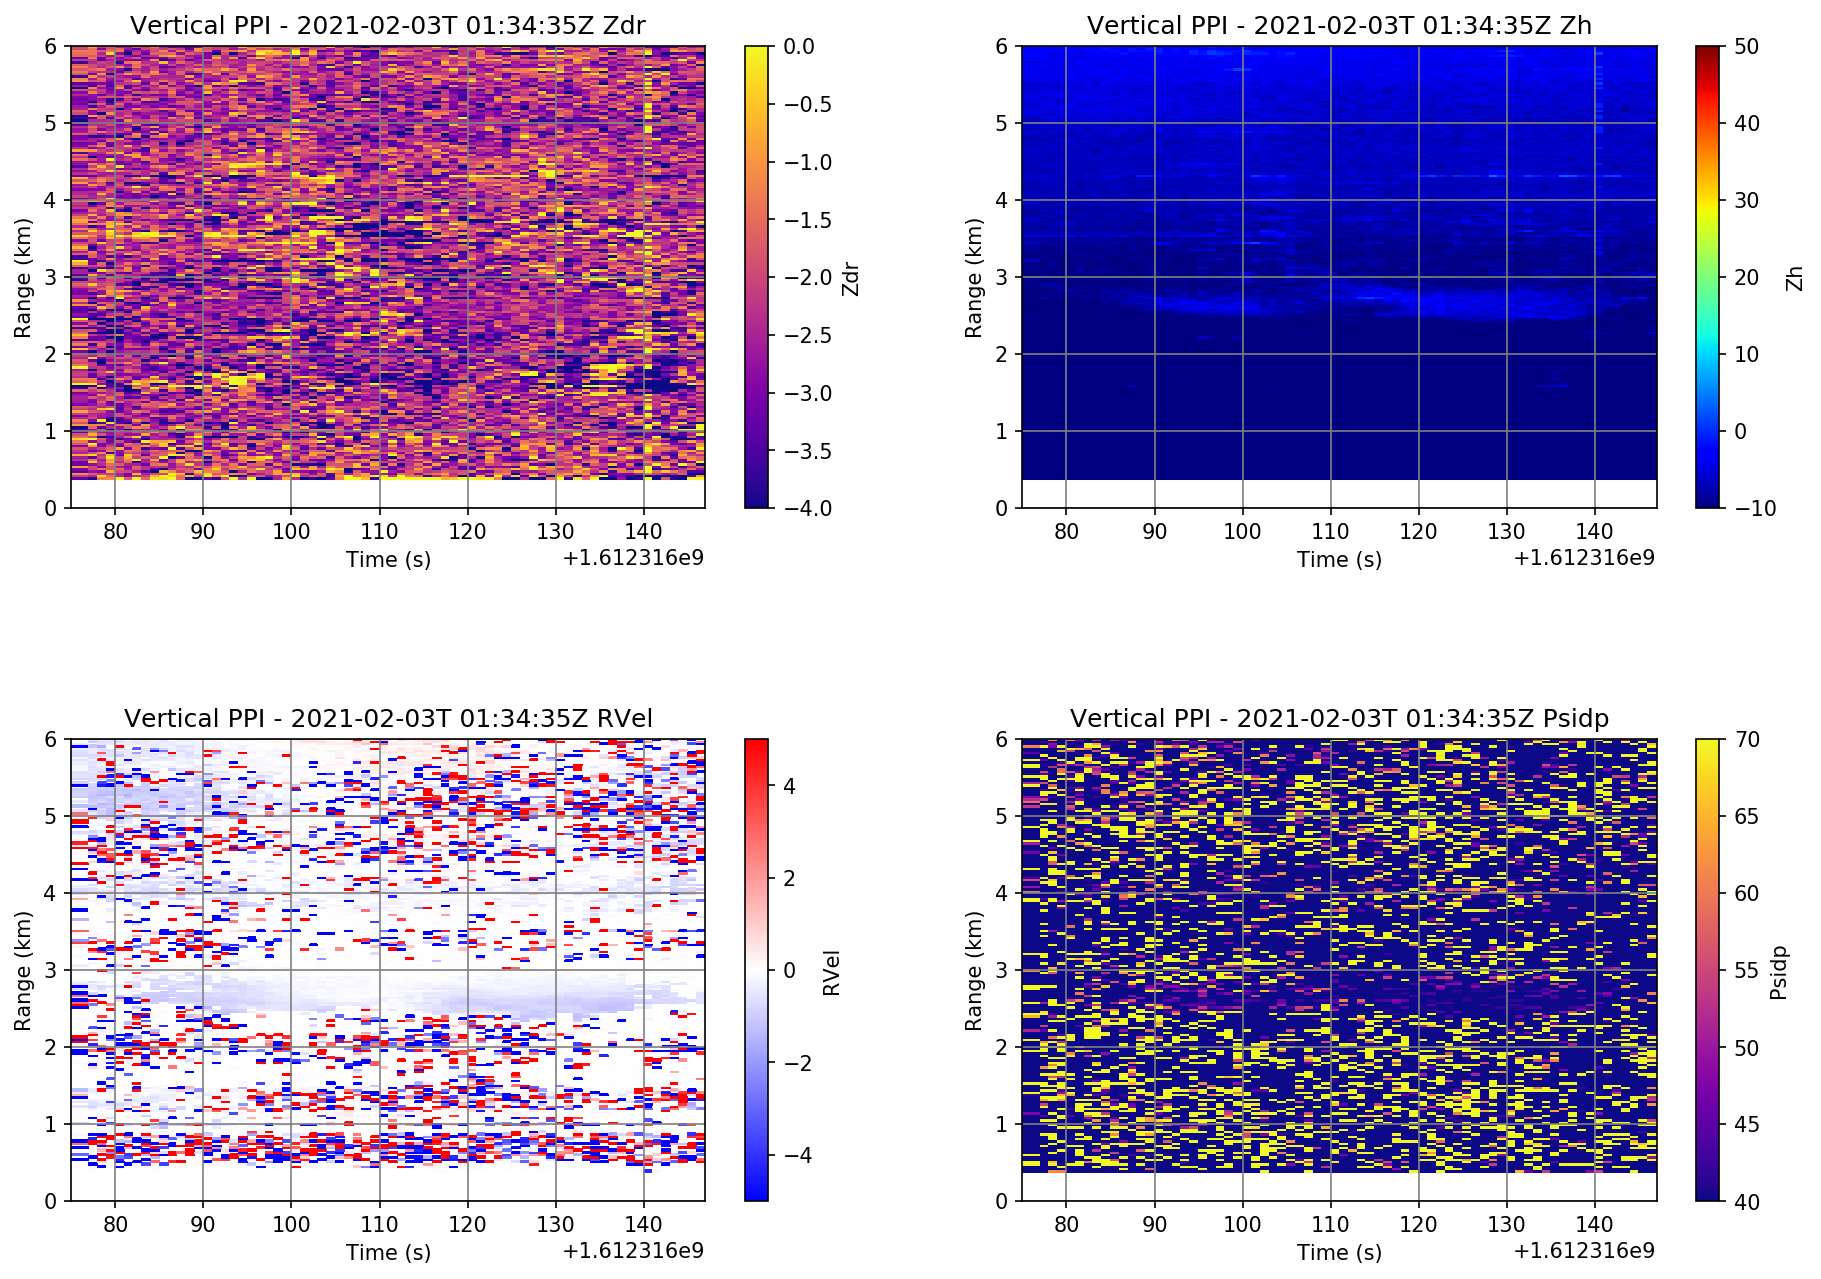 Vertical PPI - 2021-02-03T 01:34:35Z Zdr
6
5
4
3
2
1
0
Range (km)
80 90 100 110 120 130 140
Time (s)
+1.612316e9
0.0
−0.5
−1.0
−1.5
−2.0
−2.5
−3.0
−3.5
−4.0
Zdr
Vertical PPI - 2021-02-03T 01:34:35Z Zh
6
5
4
3
2
1
0
Range (km)
80 90 100 110 120 130 140
Time (s)
+1.612316e9
50
40
30
20
10
0
−10
Zh
Vertical PPI - 2021-02-03T 01:34:35Z RVel
6
5
4
3
2
1
0
Range (km)
80 90 100 110 120 130 140
Time (s)
+1.612316e9
4
2
0
−2
−4
RVel
Vertical PPI - 2021-02-03T 01:34:35Z Psidp
6
5
4
3
2
1
0
Range (km)
80 90 100 110 120 130 140
Time (s)
+1.612316e9
70
65
60
55
50
45
40
Psidp